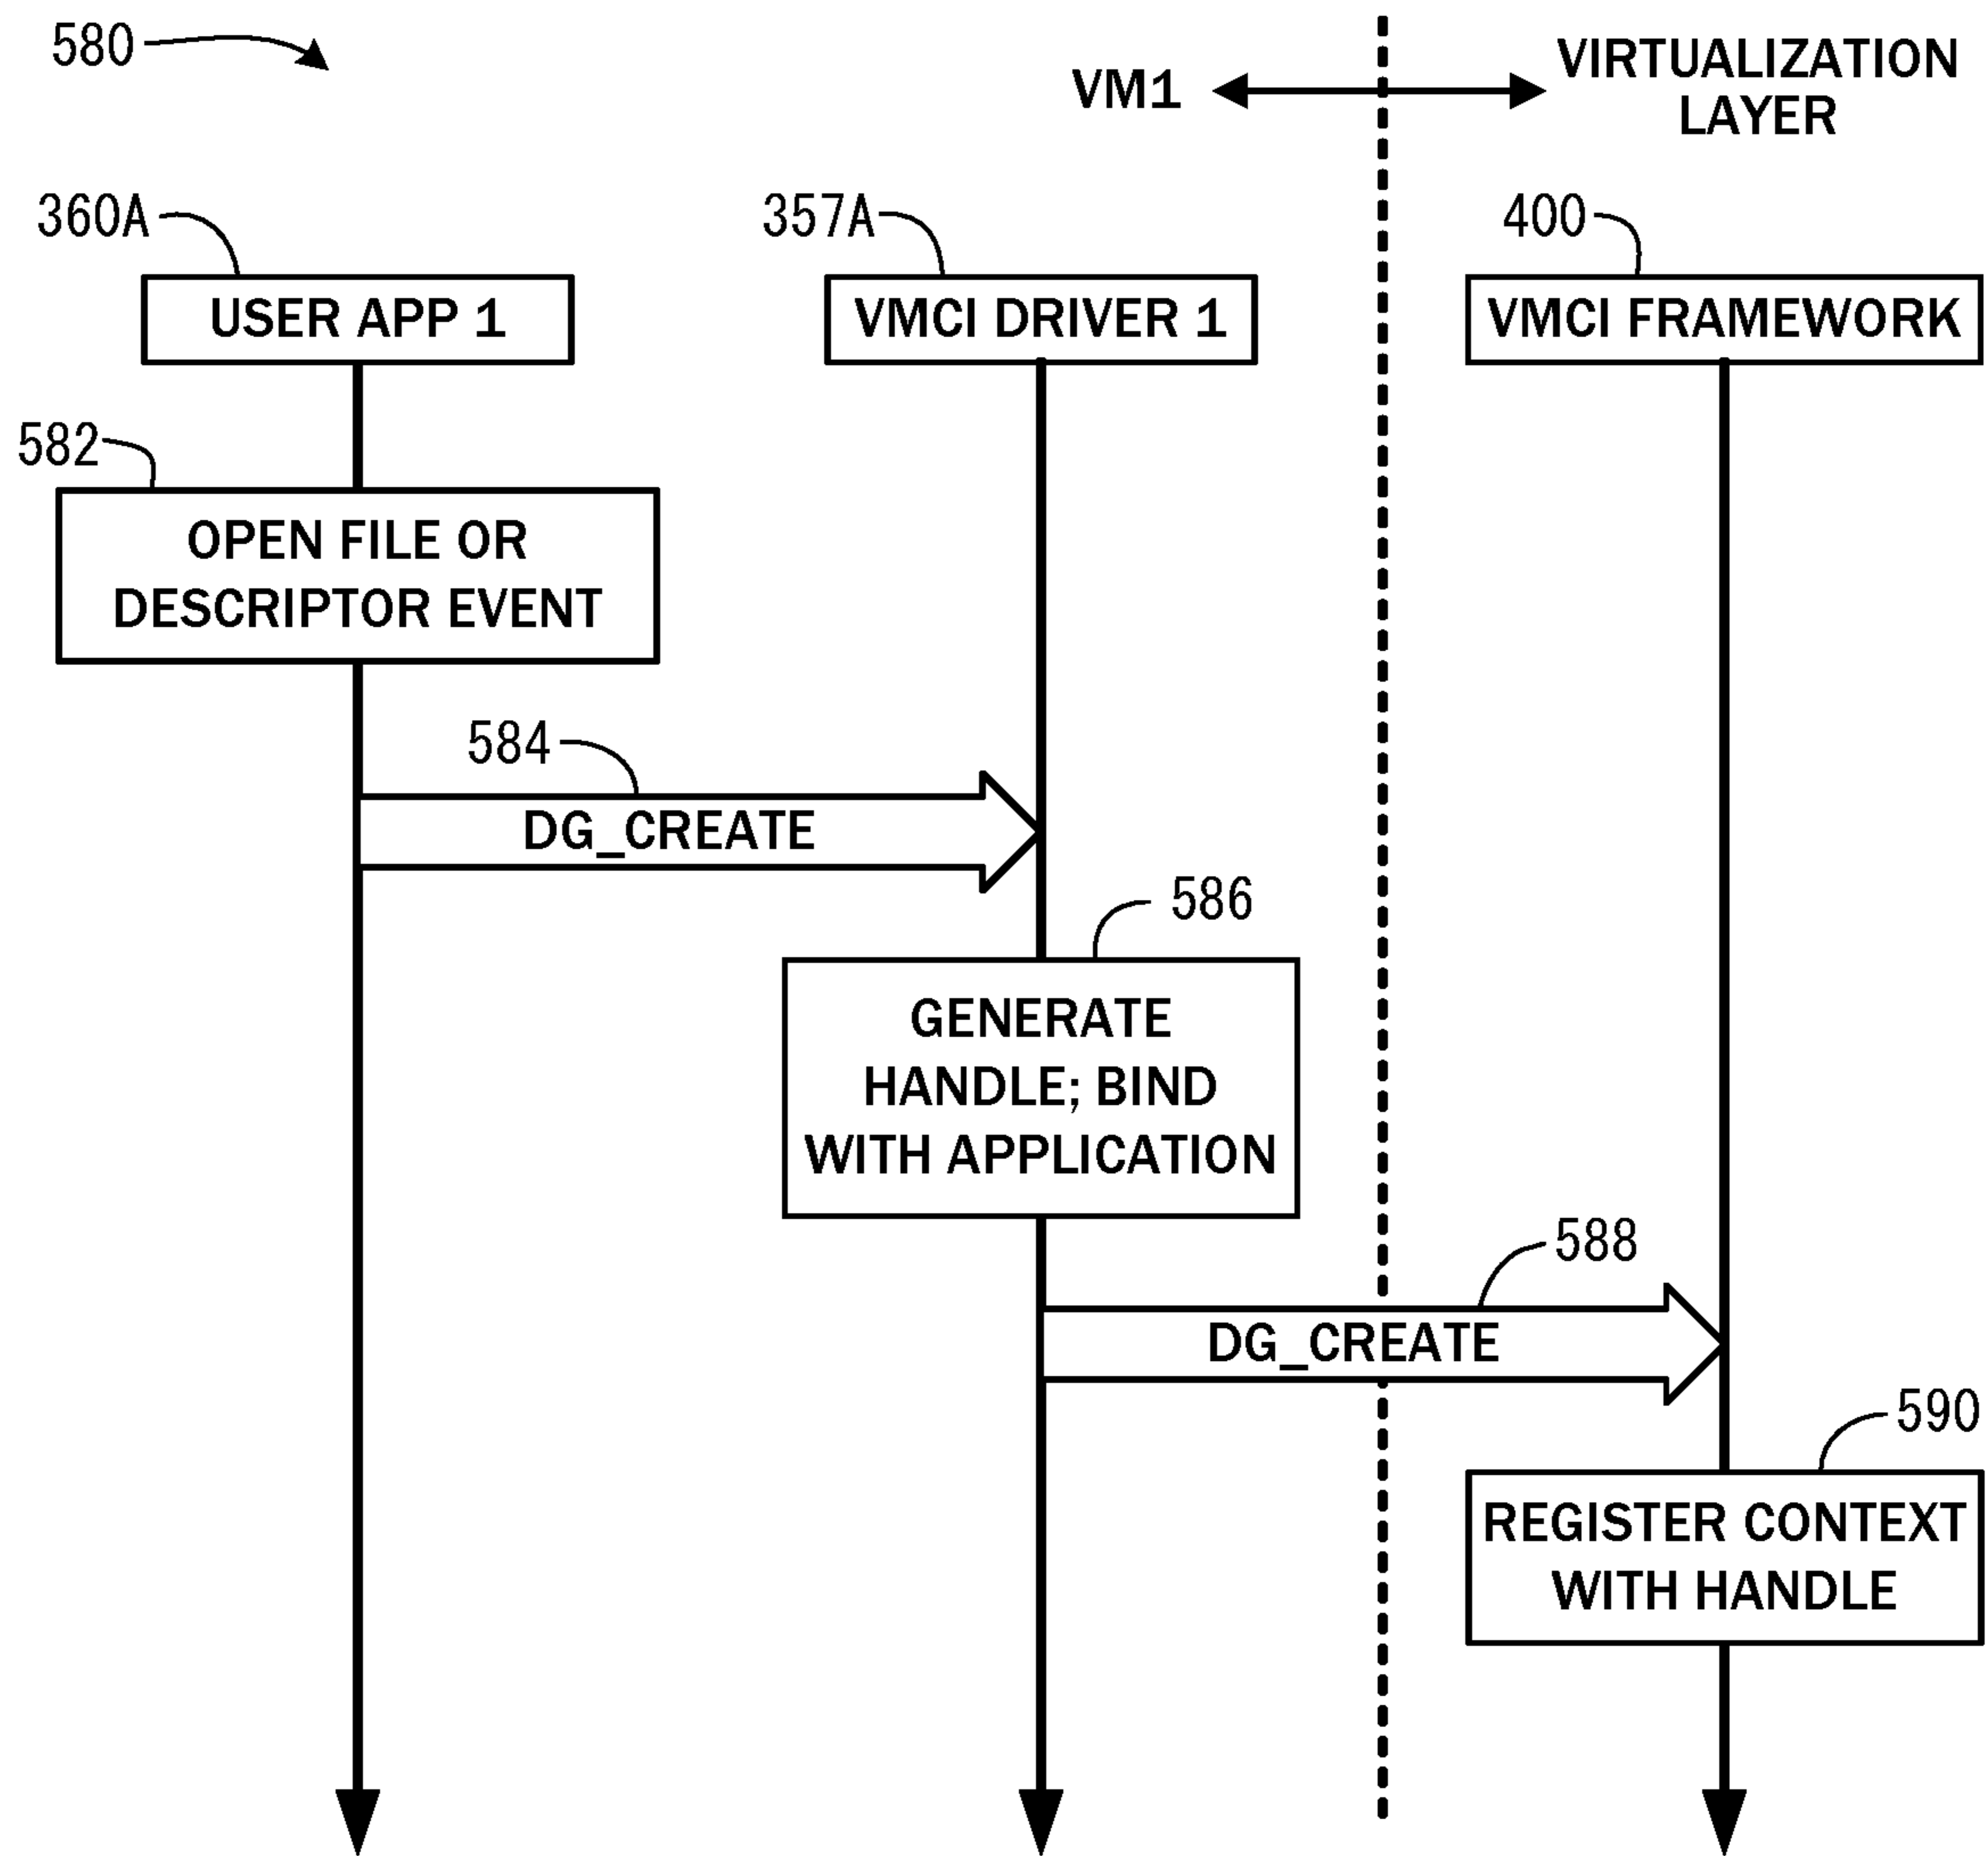 580
VM1
VIRTUALIZATION
LAYER
360A
357A
400
USER APP 1
VMCI DRIVER 1
VMCI FRAMEWORK
582
OPEN FILE OR
DESCRIPTOR EVENT
584
DG_CREATE
586
GENERATE
HANDLE; BIND
WITH APPLICATION
588
DG_CREATE
590
REGISTER CONTEXT
WITH HANDLE